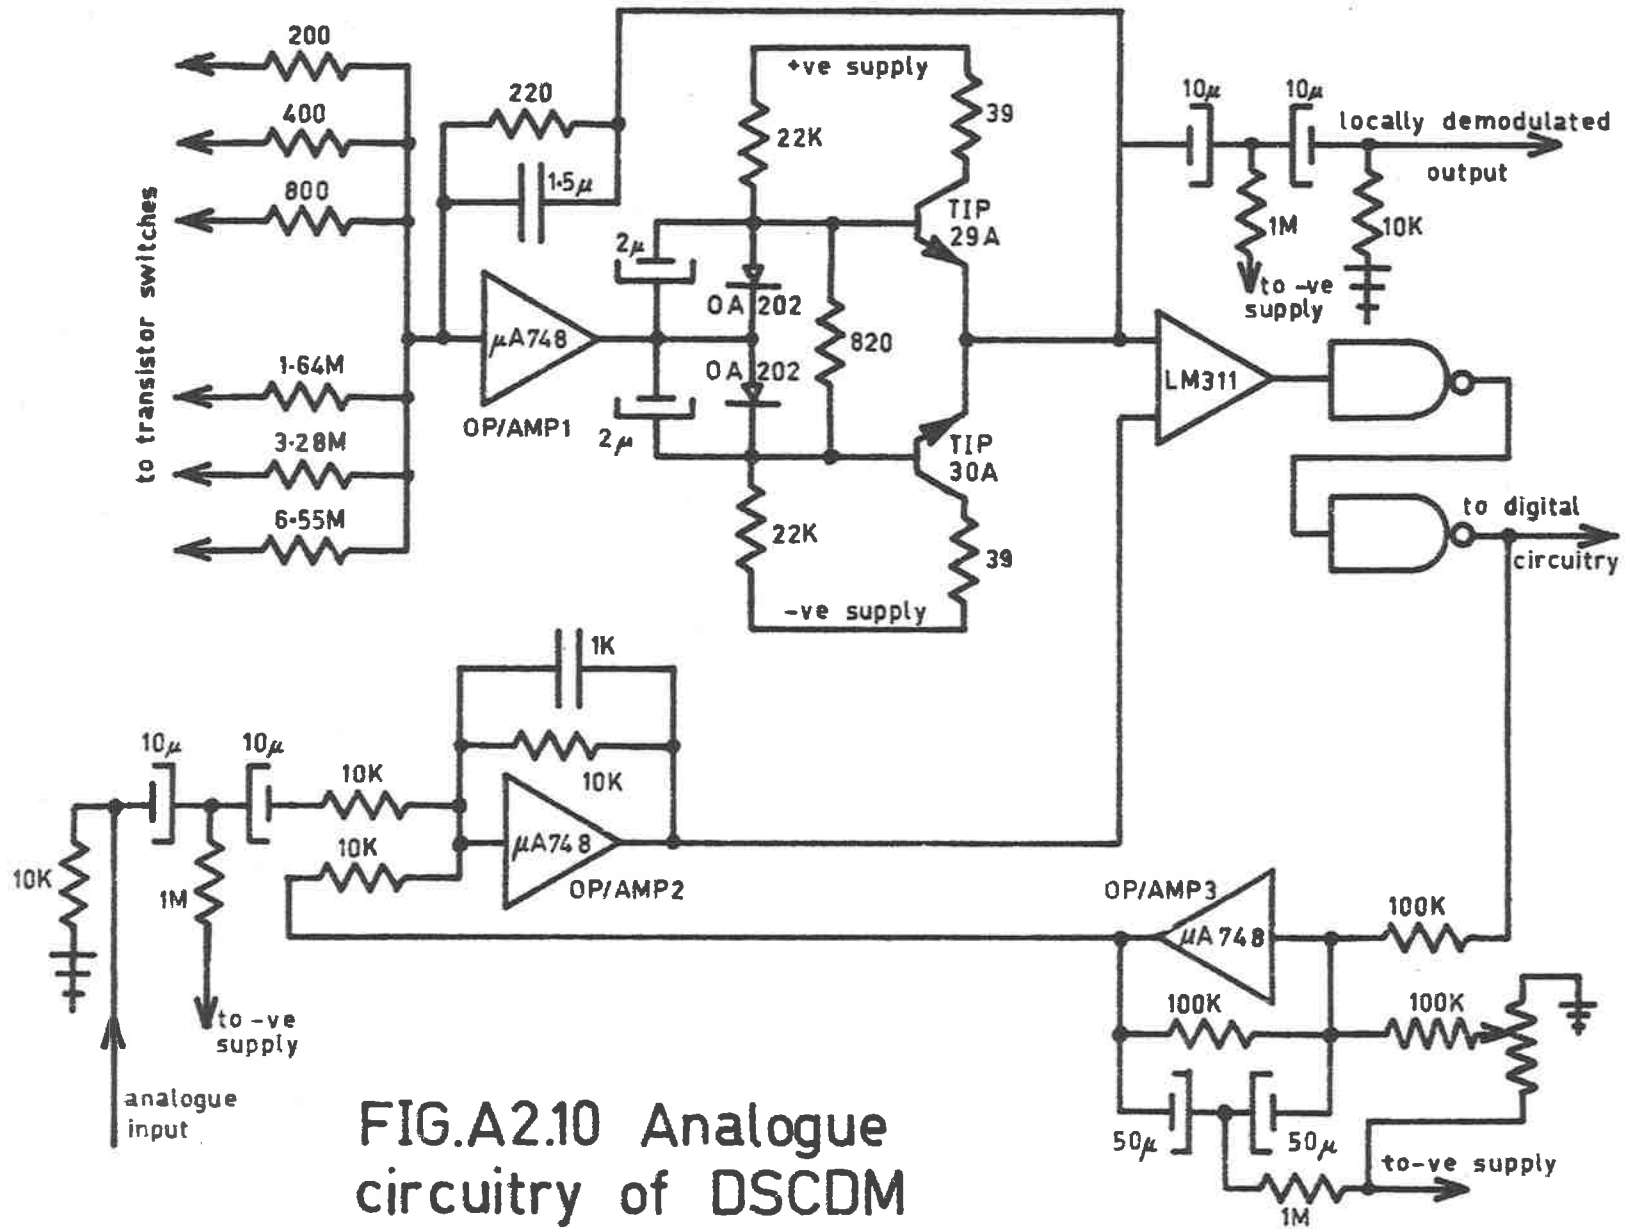 200
400
800
to transistor switches
1·64M
3·28M
6·55M
220
1·5μ
μA748
OP/AMP1
2μ
2μ
+ve supply
22K
39
TIP
29A
OA 202
OA 202
820
TIP
30A
22K
39
-ve supply
10μ
10μ
locally demodulated
output
1M
10K
to -ve
supply
LM311
to digital
circuitry
1K
10K
10μ
10μ
10K
10K
10K
1M
μA748
OP/AMP2
to -ve
supply
analogue
input
OP/AMP3
μA748
100K
100K
100K
50μ
50μ
1M
to-ve supply
FIG.A2.10 Analogue
circuitry of DSCDM